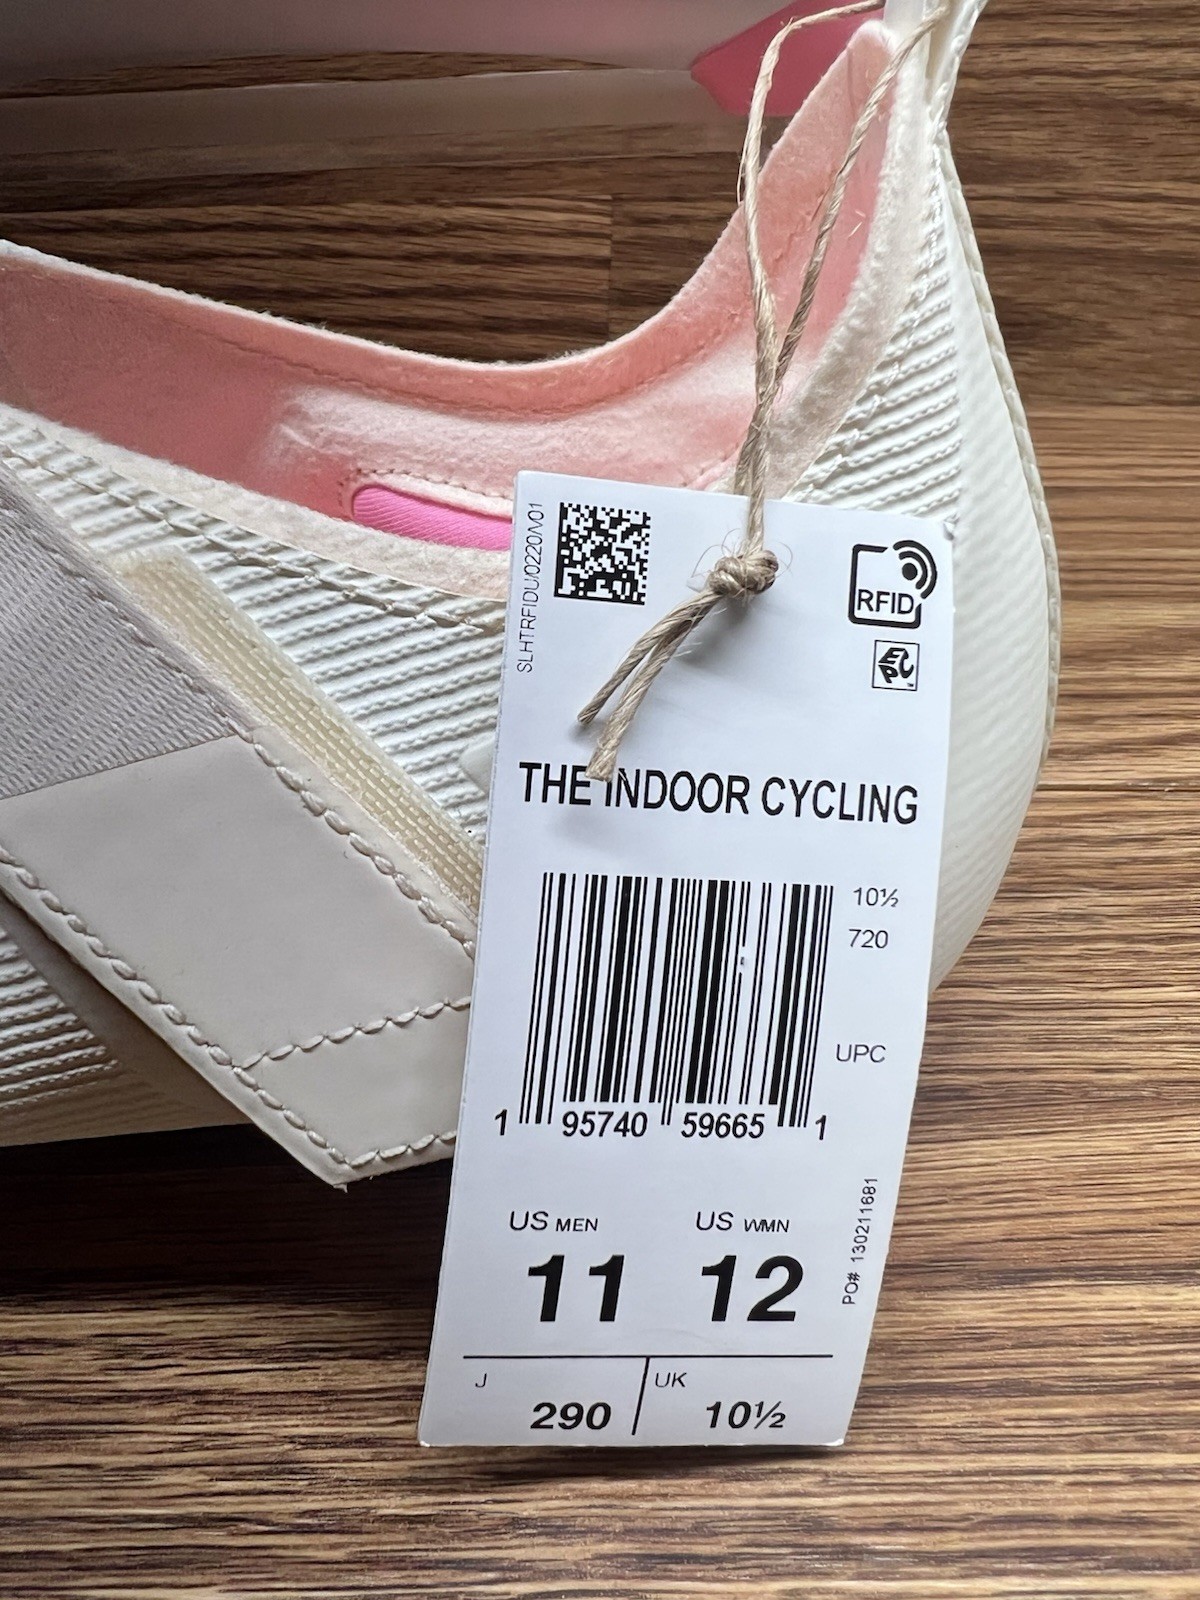 SLHTRFIDU/0220/V01
RFID
EPC
THE INDOOR CYCLING
10½
720
UPC
1 95740 59665 1
US MEN US WMN
11 12
PO# 130211681
J UK
290 10½